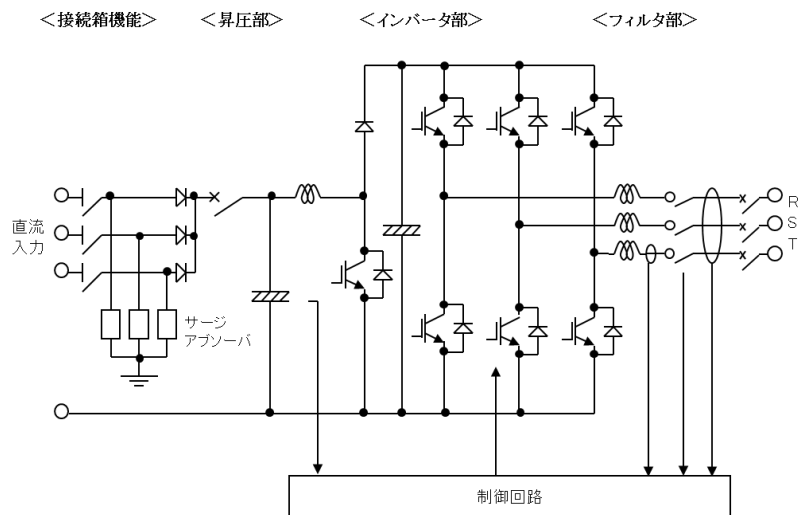 ＜接続箱機能＞
＜昇圧部＞
＜インバータ部＞
＜フィルタ部＞
直流
入力
R
S
T
サージ
アブソーバ
制御回路